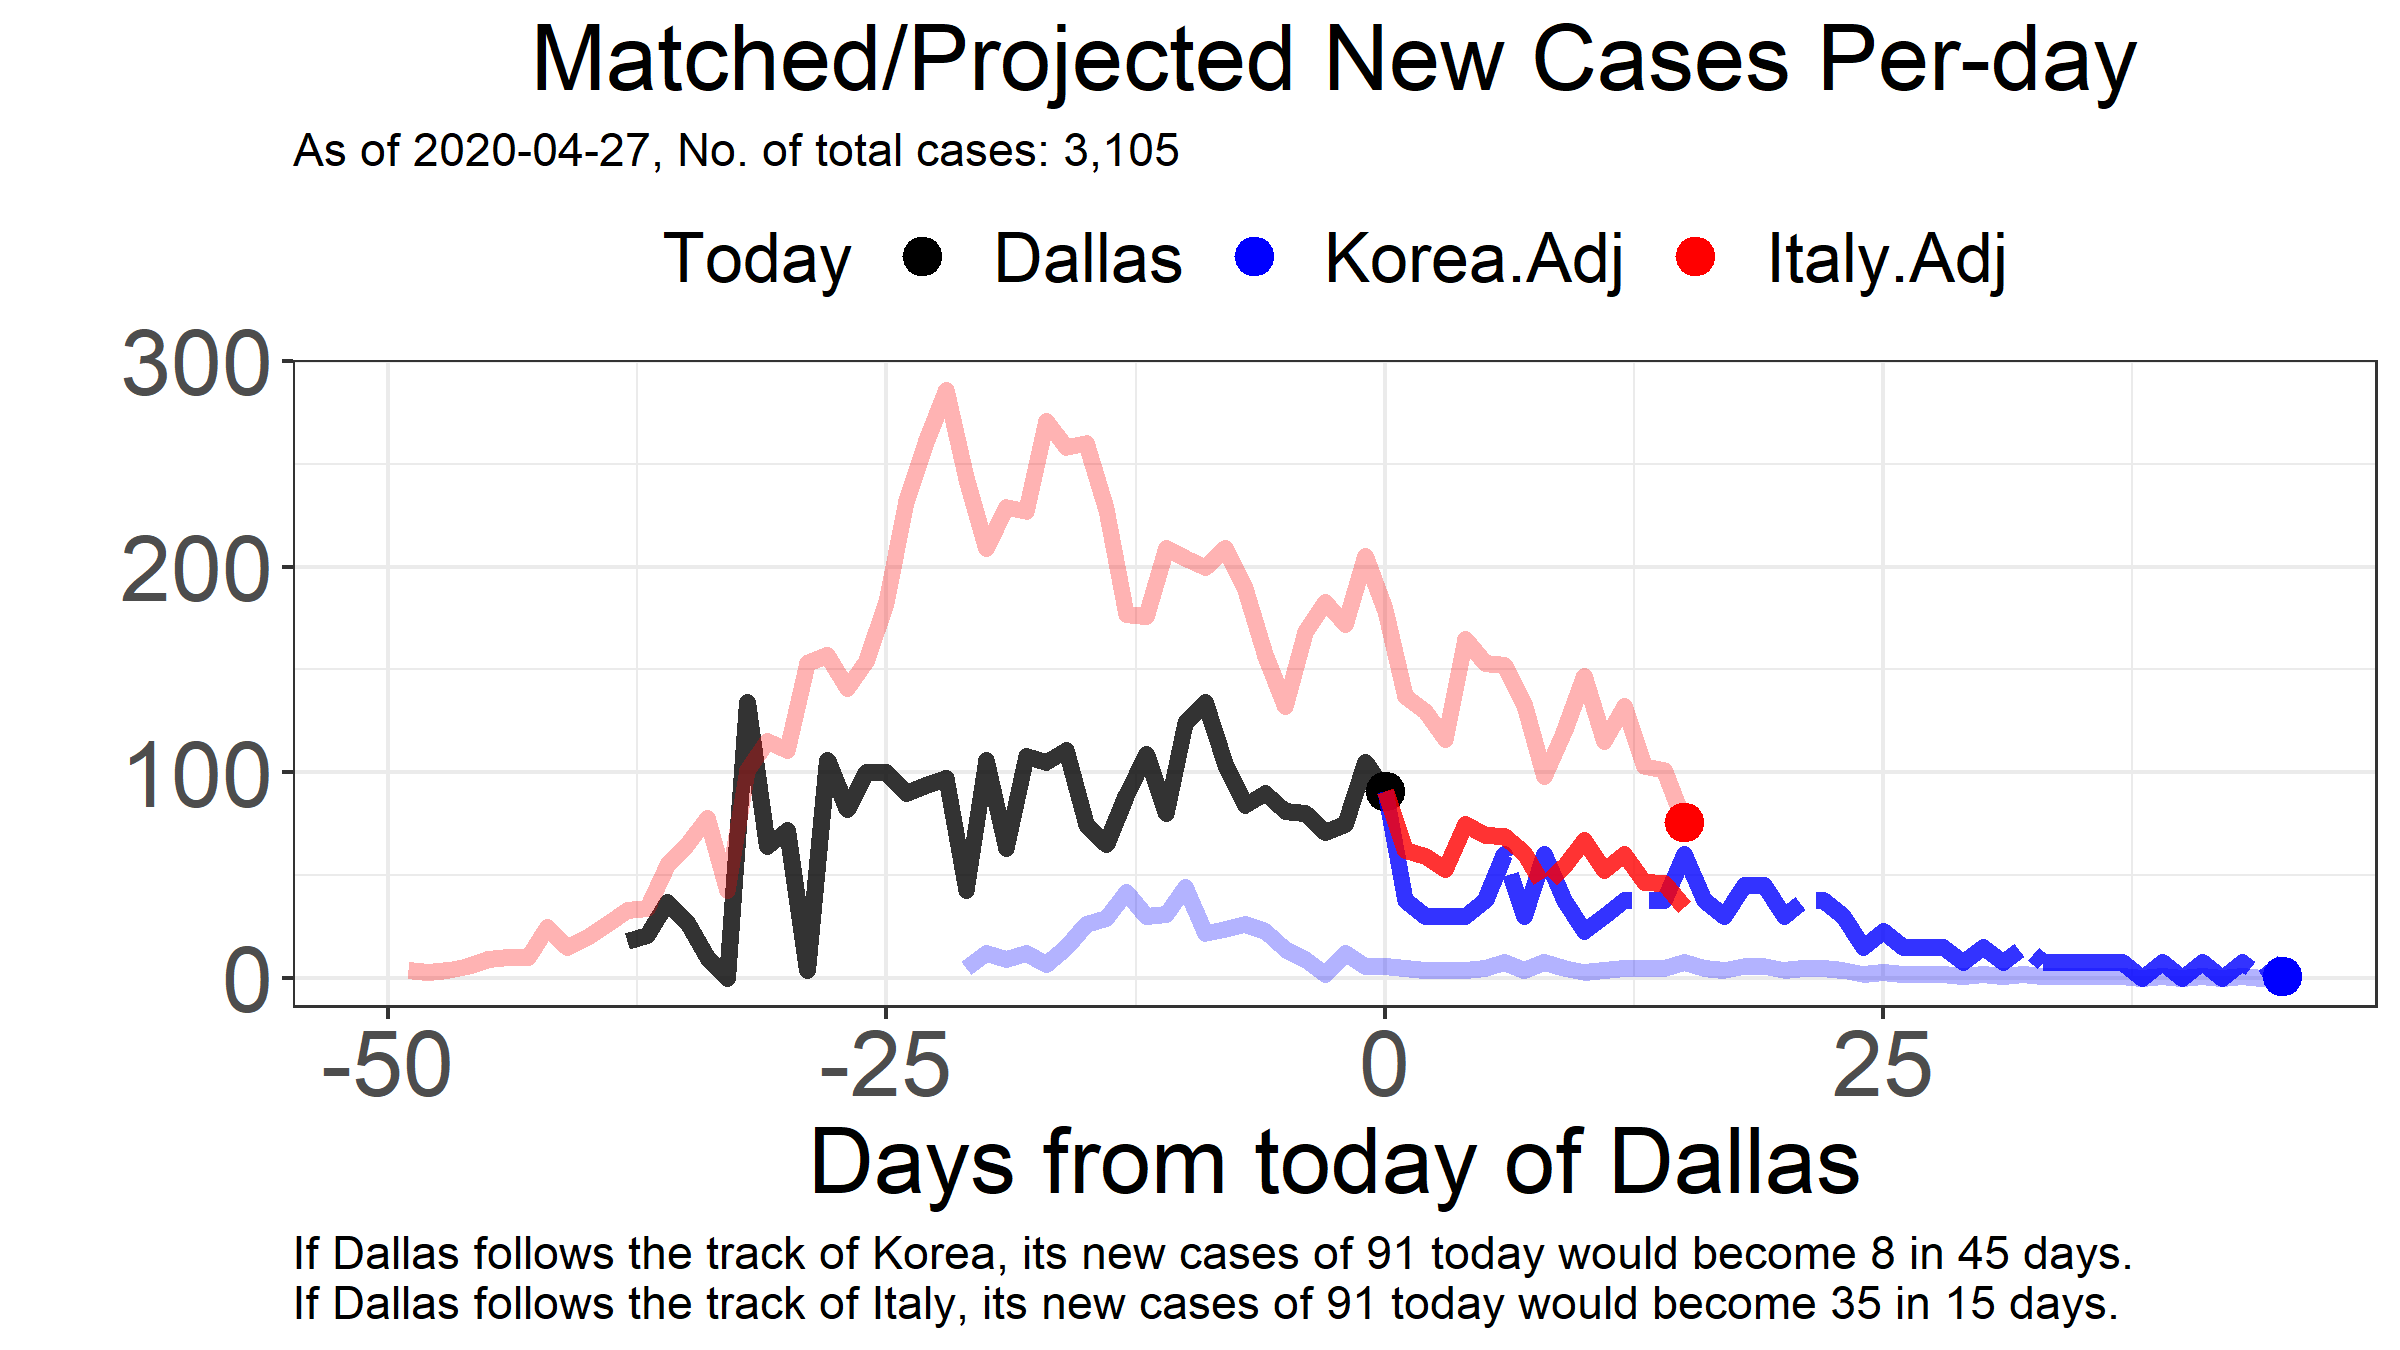 Matched/Projected New Cases Per-day
As of 2020-04-27, No. of total cases: 3,105
Today Dallas Korea.Adj Italy.Adj
300
200
100
0
-50 -25 0 25
Days from today of Dallas
If Dallas follows the track of Korea, its new cases of 91 today would become 8 in 45 days.
If Dallas follows the track of Italy, its new cases of 91 today would become 35 in 15 days.